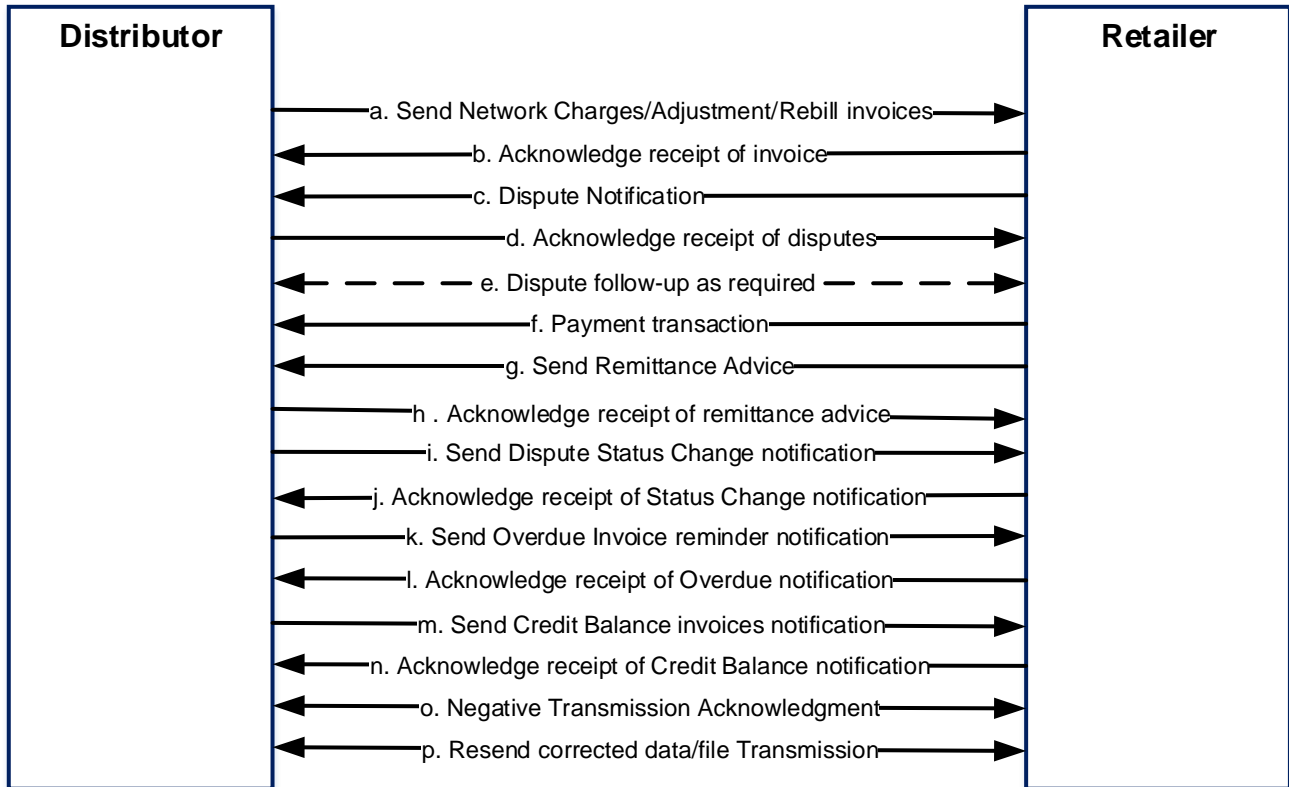 Distributor
Retailer
a. Send Network Charges/Adjustment/Rebill invoices
b. Acknowledge receipt of invoice
c. Dispute Notification
d. Acknowledge receipt of disputes
e. Dispute follow-up as required
f. Payment transaction
g. Send Remittance Advice
h . Acknowledge receipt of remittance advice
i. Send Dispute Status Change notification
j. Acknowledge receipt of Status Change notification
k. Send Overdue Invoice reminder notification
l. Acknowledge receipt of Overdue notification
m. Send Credit Balance invoices notification
n. Acknowledge receipt of Credit Balance notification
o. Negative Transmission Acknowledgment
p. Resend corrected data/file Transmission